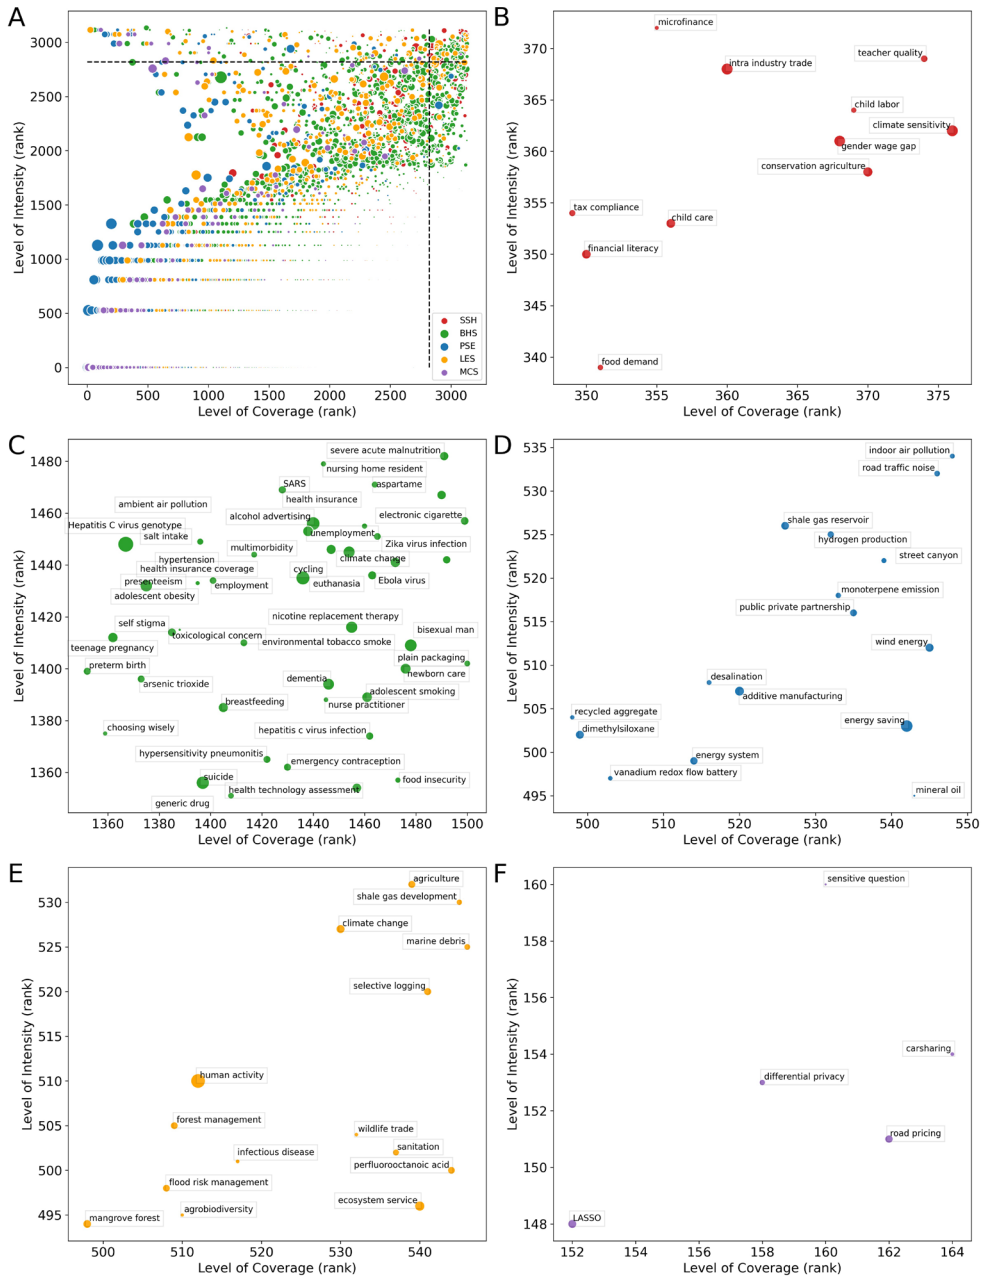 A
Level of Intensity (rank)
3000
2500
2000
1500
1000
500
0
0 500 1000 1500 2000 2500 3000
Level of Coverage (rank)
SSH
BHS
PSE
LES
MCS
B
Level of Intensity (rank)
370
365
360
355
350
345
340
350 355 360 365 370 375
Level of Coverage (rank)
microfinance
teacher quality
intra industry trade
child labor
climate sensitivity
gender wage gap
conservation agriculture
tax compliance
child care
financial literacy
food demand
C
Level of Intensity (rank)
1480
1460
1440
1420
1400
1380
1360
1360 1380 1400 1420 1440 1460 1480 1500
Level of Coverage (rank)
severe acute malnutrition
nursing home resident
SARS
aspartame
health insurance
ambient air pollution
alcohol advertising
electronic cigarette
Hepatitis C virus genotype
salt intake
unemployment
Zika virus infection
multimorbidity
hypertension
climate change
health insurance coverage
cycling
presenteeism
employment
euthanasia
Ebola virus
adolescent obesity
nicotine replacement therapy
self stigma
toxicological concern
bisexual man
environmental tobacco smoke
teenage pregnancy
plain packaging
preterm birth
newborn care
arsenic trioxide
dementia
adolescent smoking
breastfeeding
nurse practitioner
choosing wisely
hepatitis c virus infection
hypersensitivity pneumonitis
emergency contraception
suicide
food insecurity
health technology assessment
generic drug
D
Level of Intensity (rank)
535
530
525
520
515
510
505
500
495
500 510 520 530 540 550
Level of Coverage (rank)
indoor air pollution
road traffic noise
shale gas reservoir
hydrogen production
street canyon
monoterpene emission
public private partnership
wind energy
desalination
additive manufacturing
recycled aggregate
energy saving
dimethylsiloxane
energy system
vanadium redox flow battery
mineral oil
E
Level of Intensity (rank)
530
525
520
515
510
505
500
495
500 510 520 530 540
Level of Coverage (rank)
agriculture
shale gas development
climate change
marine debris
selective logging
human activity
forest management
wildlife trade
sanitation
infectious disease
perfluorooctanoic acid
flood risk management
ecosystem service
agrobiodiversity
mangrove forest
F
Level of Intensity (rank)
160
158
156
154
152
150
148
152 154 156 158 160 162 164
Level of Coverage (rank)
sensitive question
carsharing
differential privacy
road pricing
LASSO